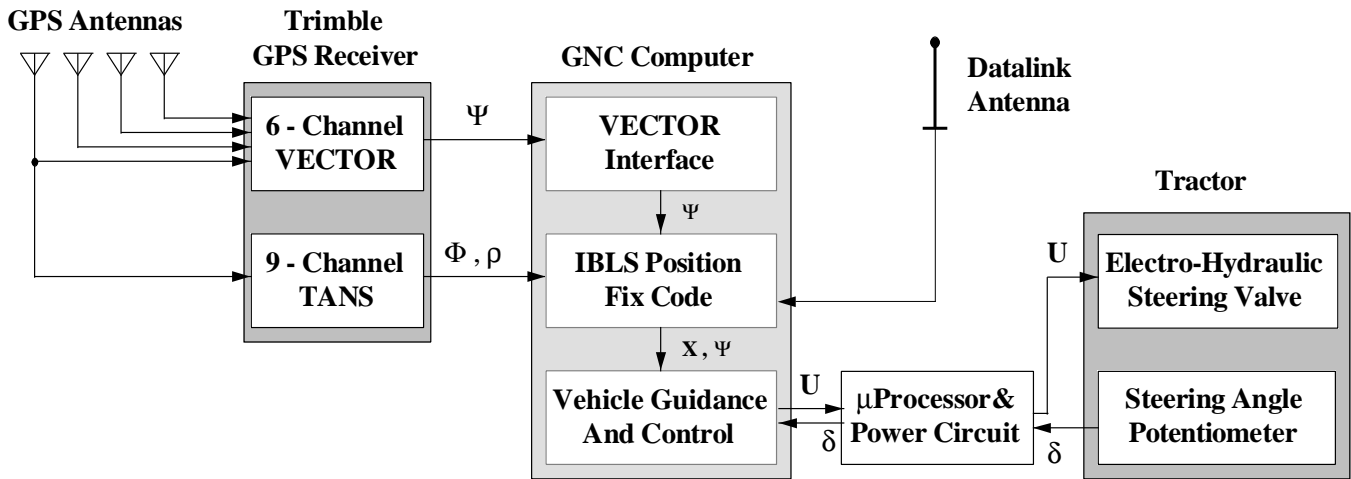 GPS Antennas
Trimble
GPS Receiver
GNC Computer
Datalink
Antenna
Tractor
6 - Channel
VECTOR
Ψ
VECTOR
Interface
Ψ
9 - Channel
TANS
Φ , ρ
IBLS Position
Fix Code
X , Ψ
Vehicle Guidance
And Control
U
δ
μProcessor&
Power Circuit
U
δ
Electro-Hydraulic
Steering Valve
Steering Angle
Potentiometer